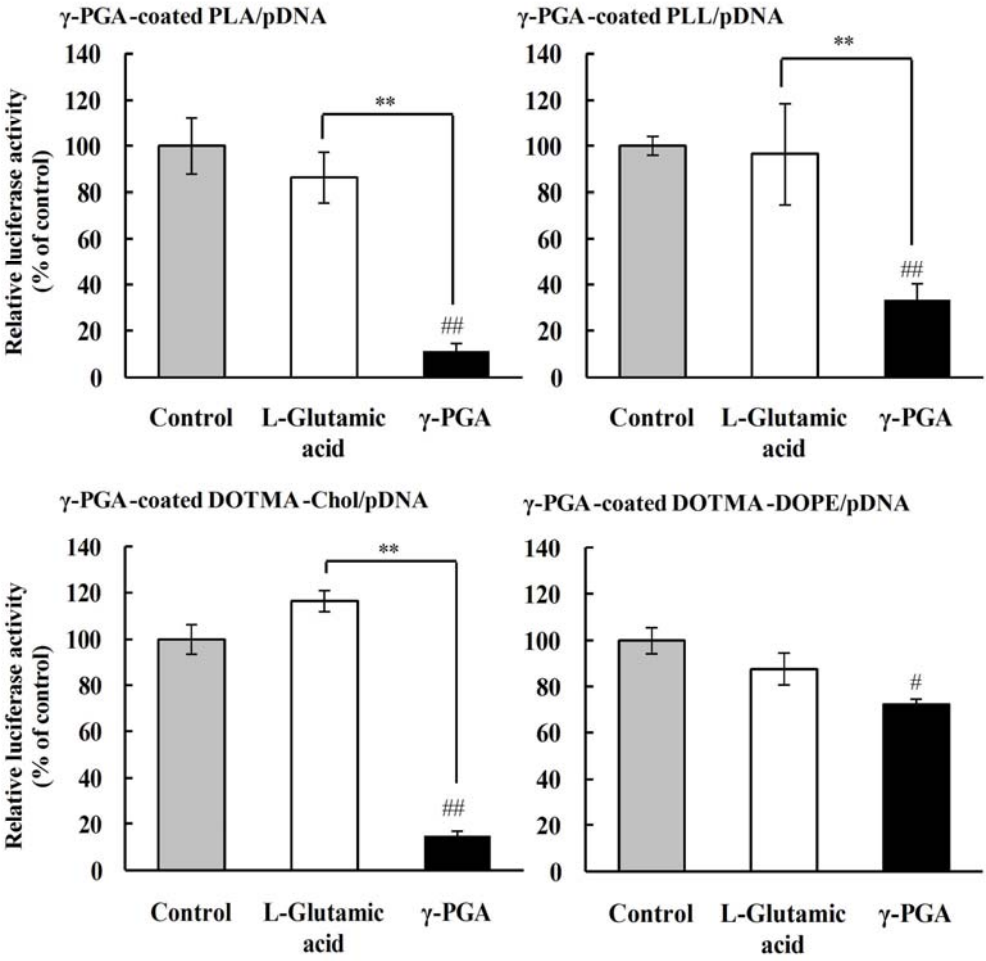 γ-PGA-coated PLA/pDNA
Relative luciferase activity
(% of control)
140
120
100
80
60
40
20
0
**
##
Control
L-Glutamic
acid
γ-PGA
γ-PGA-coated PLL/pDNA
140
120
100
80
60
40
20
0
**
##
Control
L-Glutamic
acid
γ-PGA
γ-PGA-coated DOTMA-Chol/pDNA
Relative luciferase activity
(% of control)
140
120
100
80
60
40
20
0
**
##
Control
L-Glutamic
acid
γ-PGA
γ-PGA-coated DOTMA-DOPE/pDNA
140
120
100
80
60
40
20
0
#
Control
L-Glutamic
acid
γ-PGA